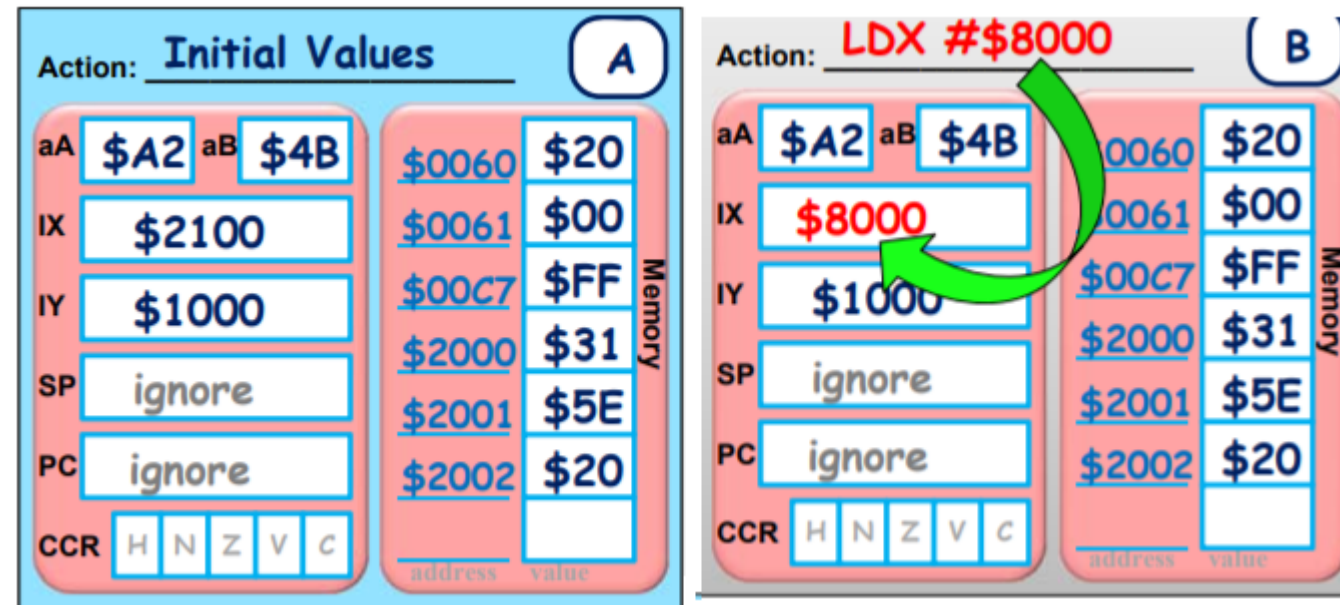 Action: Initial Values A
aA $A2 aB $4B
IX $2100
IY $1000
SP ignore
PC ignore
CCR H N Z V C
$0060 $20
$0061 $00
$00C7 $FF
$2000 $31
$2001 $5E
$2002 $20
address value
Memory
Action: LDX #$8000 B
aA $A2 aB $4B
IX $8000
IY $1000
SP ignore
PC ignore
CCR H N Z V C
0060 $20
0061 $00
$00C7 $FF
$2000 $31
$2001 $5E
$2002 $20
address value
Memory